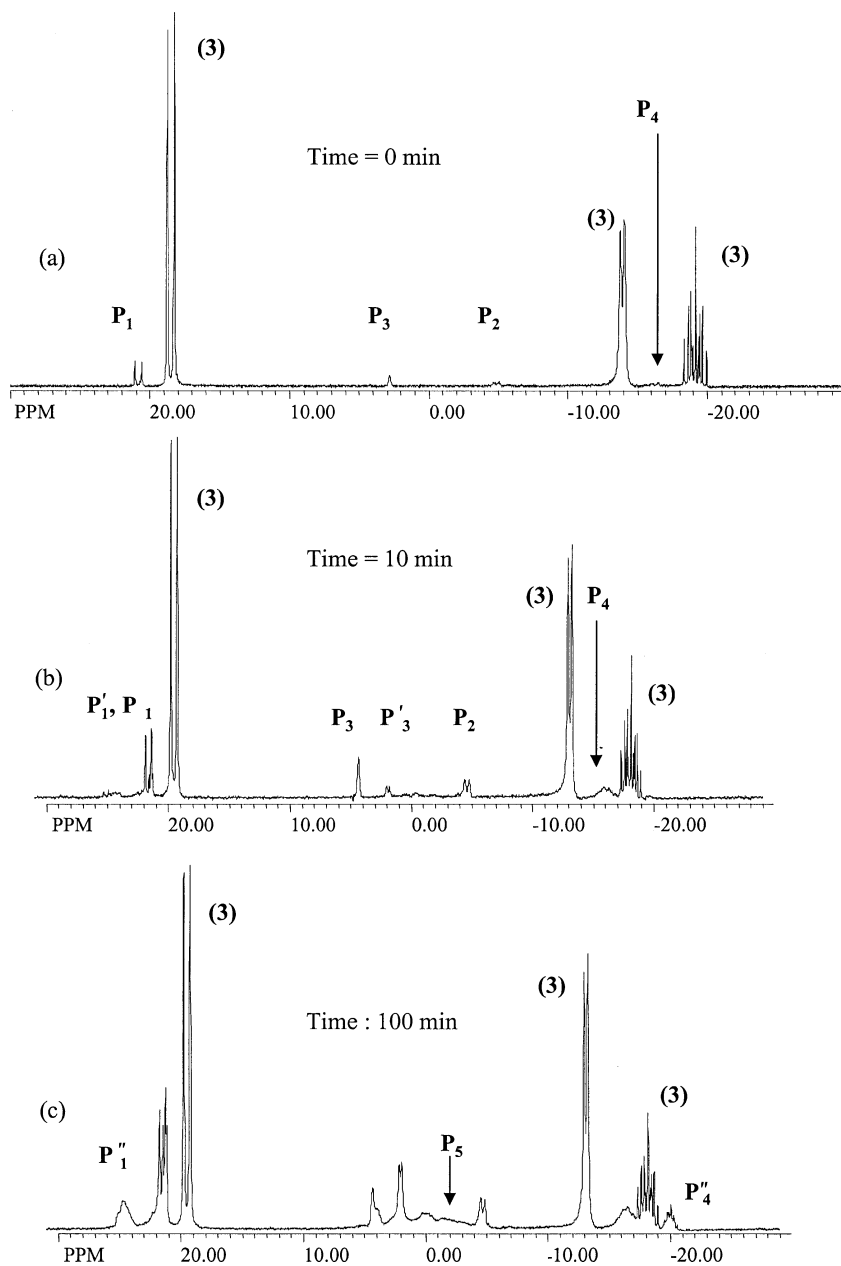 (3)
P₄
Time = 0 min
(3)
(3)
(a)
P₁
P₃
P₂
PPM 20.00 10.00 0.00 -10.00 -20.00
(3)
Time = 10 min
(3)
P₄
(b)
(3)
P′₁, P ₁
P₃
P ′₃
P₂
PPM 20.00 10.00 0.00 -10.00 -20.00
(3)
(3)
Time : 100 min
(3)
(c)
P″₁
P₅
P″₄
PPM 20.00 10.00 0.00 -10.00 -20.00